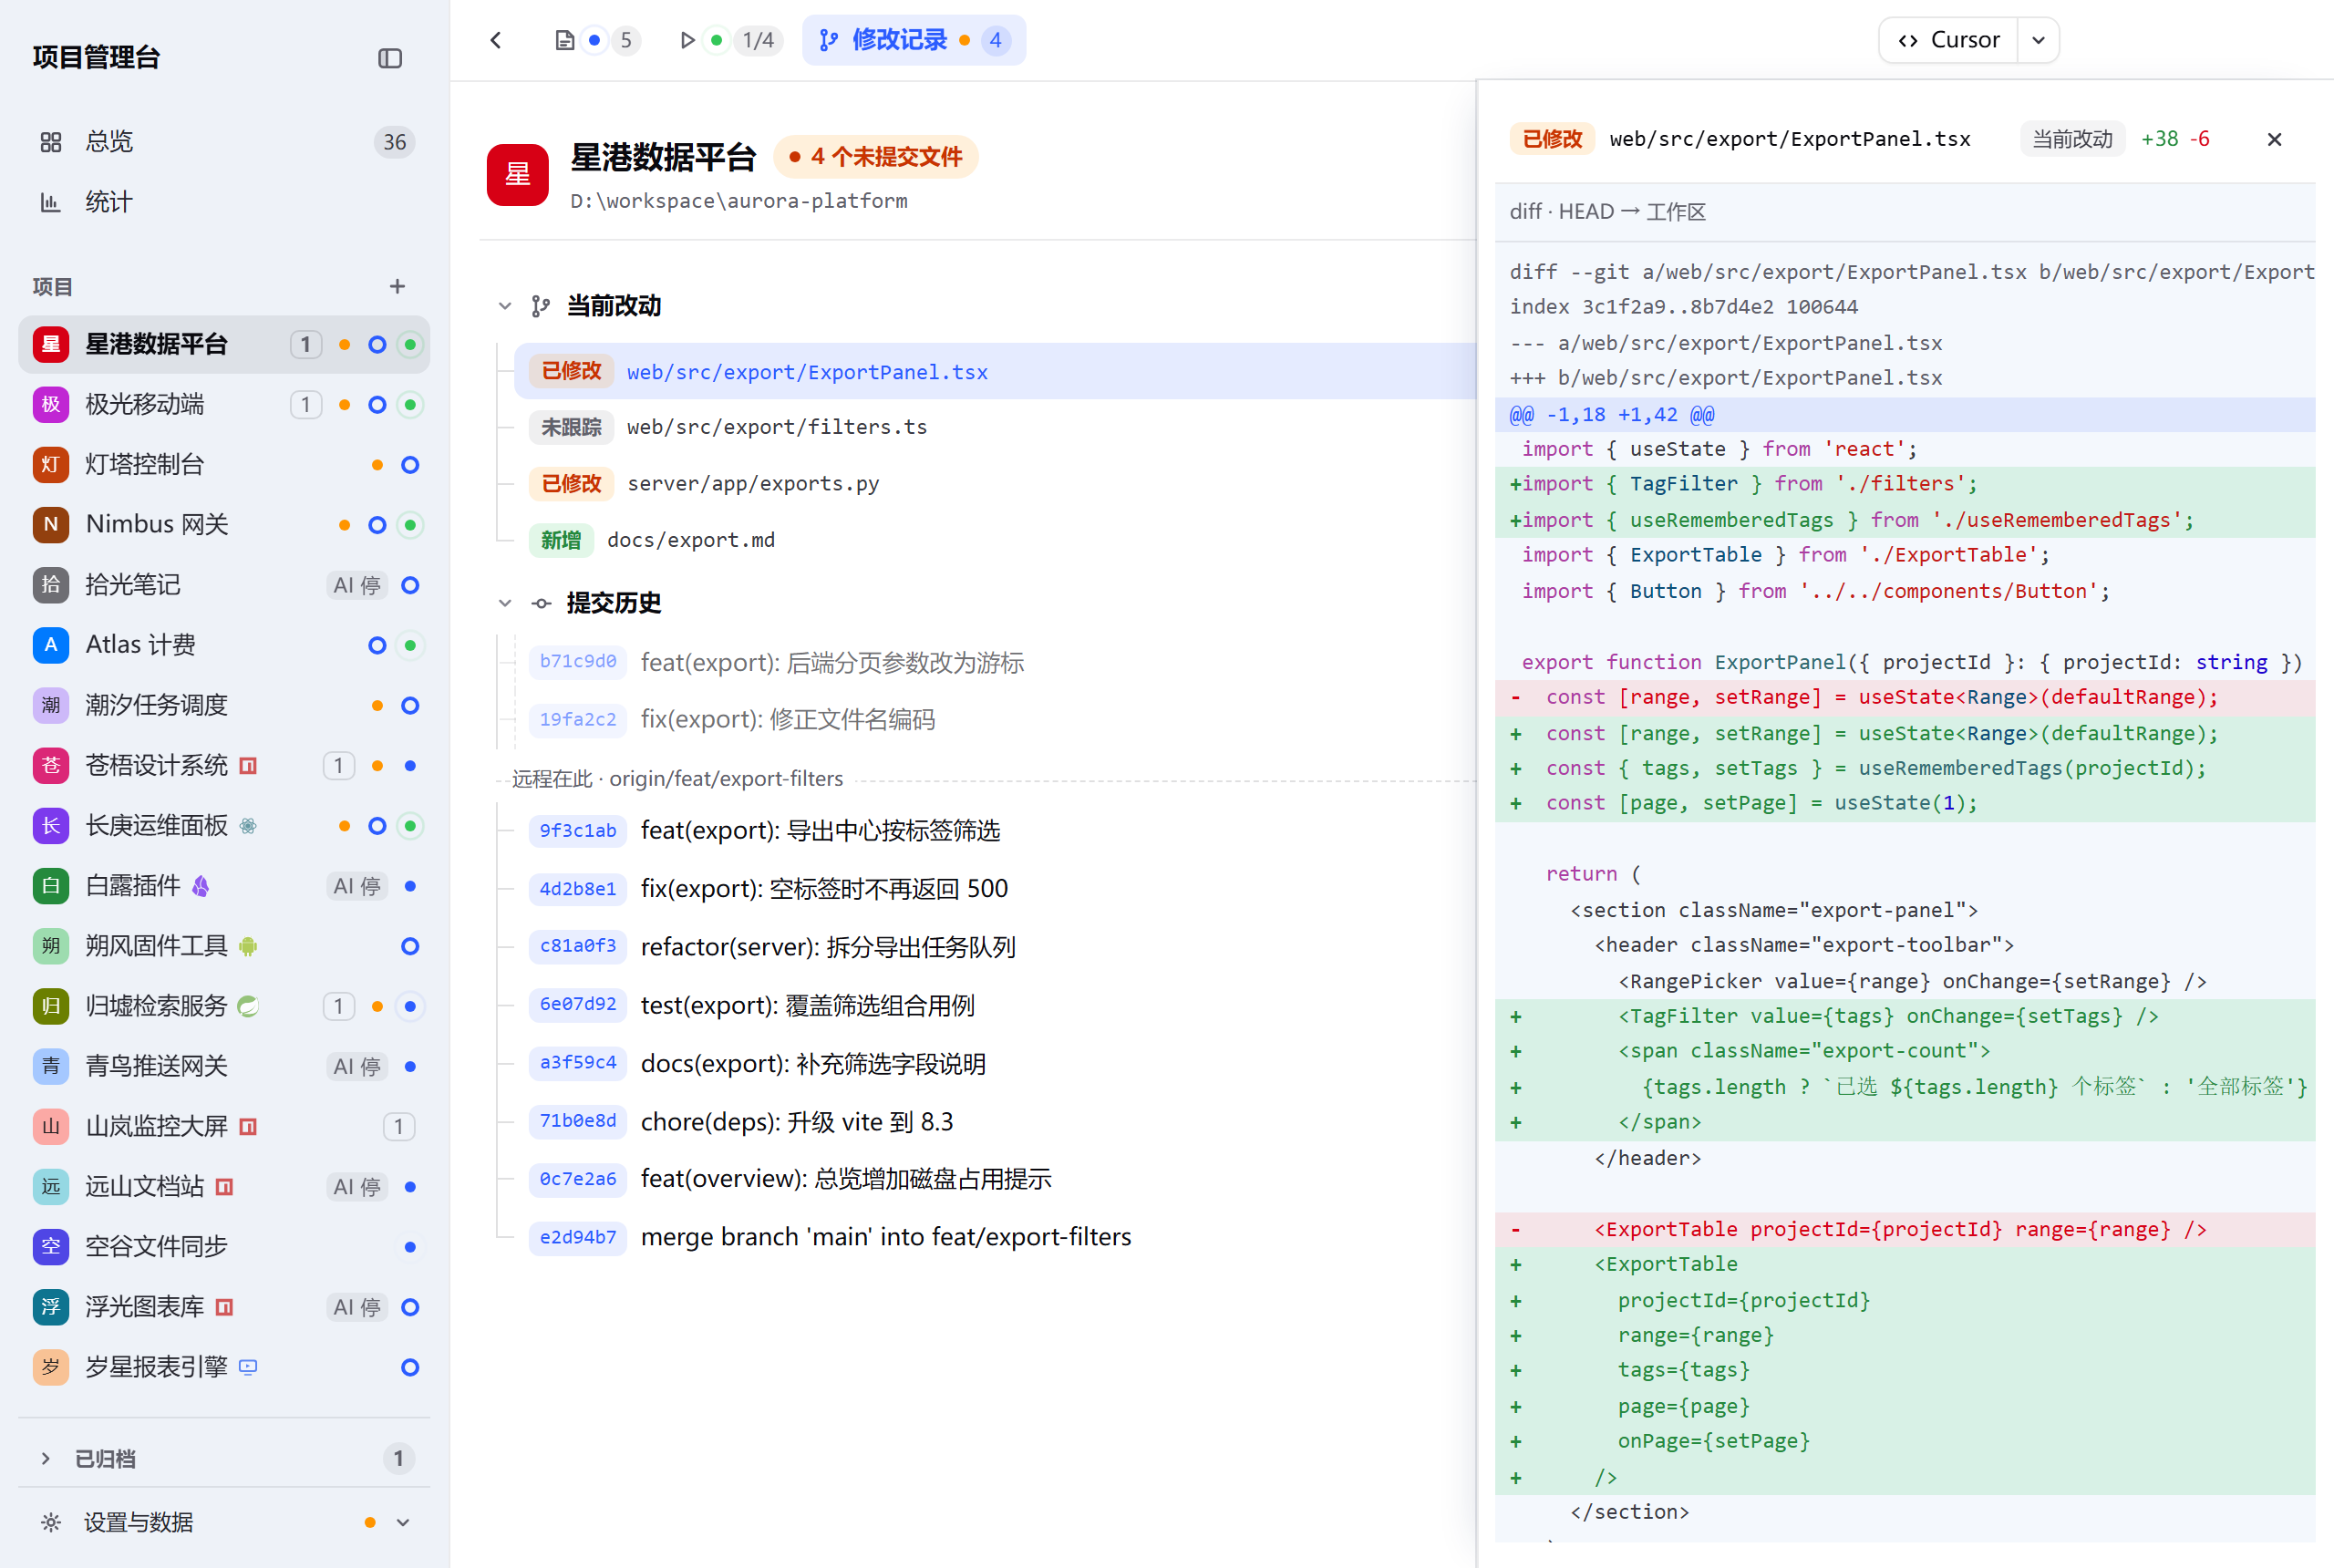 项目管理台
总览 36
统计
项目
星 星港数据平台 1
极 极光移动端 1
灯 灯塔控制台
N Nimbus 网关
拾 拾光笔记 AI 停
A Atlas 计费
潮 潮汐任务调度
苍 苍梧设计系统 1
长 长庚运维面板
白 白露插件 AI 停
朔 朔风固件工具
归 归墟检索服务 1
青 青鸟推送网关 AI 停
山 山岚监控大屏 1
远 远山文档站 AI 停
空 空谷文件同步
浮 浮光图表库 AI 停
岁 岁星报表引擎
已归档 1
设置与数据
5 1/4 修改记录 4
Cursor
星 星港数据平台 4 个未提交文件
D:\workspace\aurora-platform
当前改动
已修改 web/src/export/ExportPanel.tsx
未跟踪 web/src/export/filters.ts
已修改 server/app/exports.py
新增 docs/export.md
提交历史
b71c9d0 feat(export): 后端分页参数改为游标
19fa2c2 fix(export): 修正文件名编码
远程在此 · origin/feat/export-filters
9f3c1ab feat(export): 导出中心按标签筛选
4d2b8e1 fix(export): 空标签时不再返回 500
c81a0f3 refactor(server): 拆分导出任务队列
6e07d92 test(export): 覆盖筛选组合用例
a3f59c4 docs(export): 补充筛选字段说明
71b0e8d chore(deps): 升级 vite 到 8.3
0c7e2a6 feat(overview): 总览增加磁盘占用提示
e2d94b7 merge branch 'main' into feat/export-filters
已修改 web/src/export/ExportPanel.tsx 当前改动 +38 -6
diff · HEAD → 工作区
diff --git a/web/src/export/ExportPanel.tsx b/web/src/export/Export
index 3c1f2a9..8b7d4e2 100644
--- a/web/src/export/ExportPanel.tsx
+++ b/web/src/export/ExportPanel.tsx
@@ -1,18 +1,42 @@
import { useState } from 'react';
+import { TagFilter } from './filters';
+import { useRememberedTags } from './useRememberedTags';
import { ExportTable } from './ExportTable';
import { Button } from '../../components/Button';
export function ExportPanel({ projectId }: { projectId: string })
- const [range, setRange] = useState<Range>(defaultRange);
+ const [range, setRange] = useState<Range>(defaultRange);
+ const { tags, setTags } = useRememberedTags(projectId);
+ const [page, setPage] = useState(1);
return (
<section className="export-panel">
<header className="export-toolbar">
<RangePicker value={range} onChange={setRange} />
+ <TagFilter value={tags} onChange={setTags} />
+ <span className="export-count">
+ {tags.length ? `已选 ${tags.length} 个标签` : '全部标签'}
+ </span>
</header>
- <ExportTable projectId={projectId} range={range} />
+ <ExportTable
+ projectId={projectId}
+ range={range}
+ tags={tags}
+ page={page}
+ onPage={setPage}
+ />
</section>